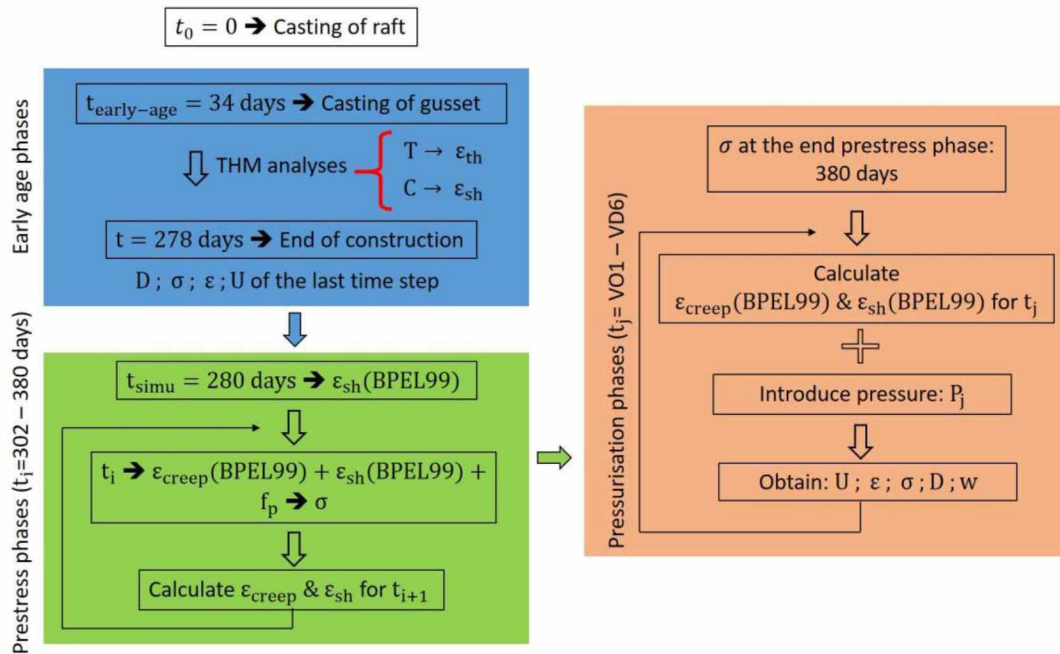 t₀ = 0 ➔ Casting of raft
Early age phases
t_early−age = 34 days ➔ Casting of gusset
THM analyses
T → ε_th
C → ε_sh
t = 278 days ➔ End of construction
D ; σ ; ε ; U of the last time step
Prestress phases (t_i=302 – 380 days)
t_simu = 280 days ➔ ε_sh(BPEL99)
t_i ➔ ε_creep(BPEL99) + ε_sh(BPEL99) +
f_p ➔ σ
Calculate ε_creep & ε_sh for t_i+1
Pressurisation phases (t_j= VO1 – VD6)
σ at the end prestress phase:
380 days
Calculate
ε_creep(BPEL99) & ε_sh(BPEL99) for t_j
Introduce pressure: P_j
Obtain: U ; ε ; σ ; D ; w